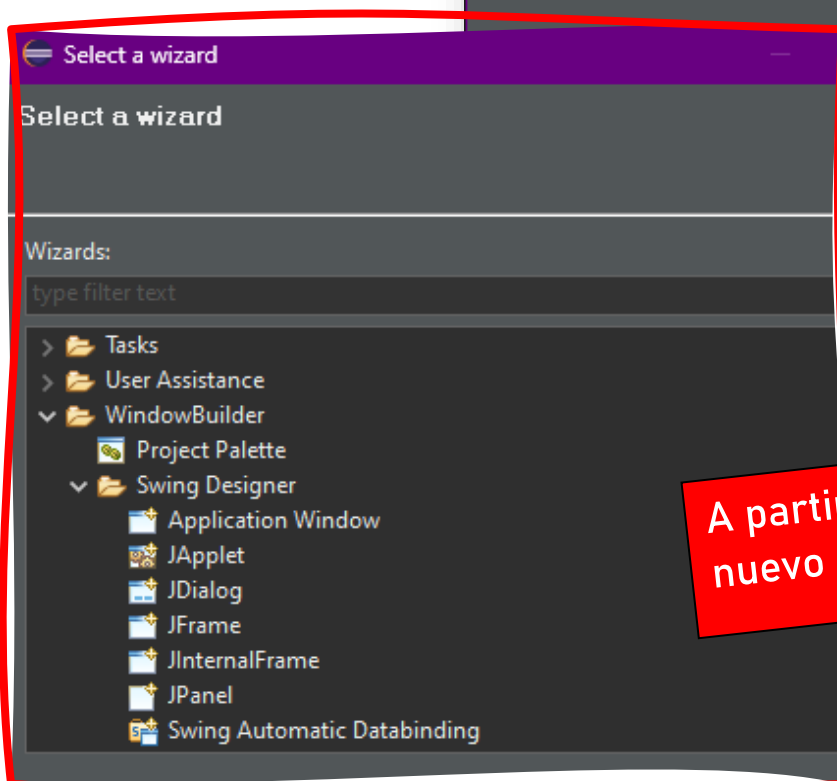 Select a wizard
Select a wizard
Wizards:
type filter text
Tasks
User Assistance
WindowBuilder
Project Palette
Swing Designer
Application Window
JApplet
JDialog
JFrame
JInternalFrame
JPanel
Swing Automatic Databinding
A
nuevo